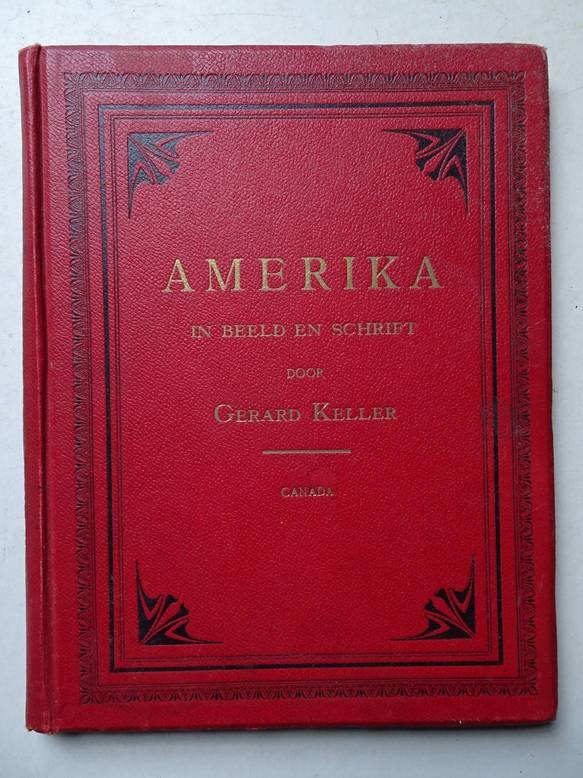 AMERIKA
IN BEELD EN SCHRIFT
DOOR
GERARD KELLER
CANADA